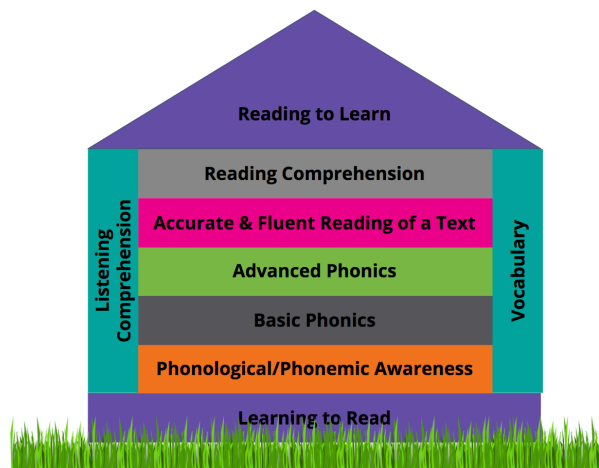 Reading to Learn
Reading Comprehension
Accurate & Fluent Reading of a Text
Advanced Phonics
Basic Phonics
Phonological/Phonemic Awareness
Listening
Comprehension
Vocabulary
Learning to Read